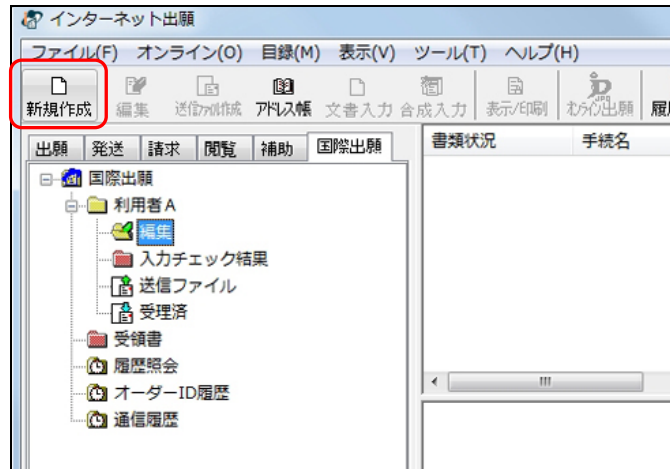 インターネット出願
ファイル(F) オンライン(O) 目録(M) 表示(V) ツール(T) ヘルプ(H)
新規作成 編集 送信ファイル作成 アドレス帳 文書入力 合成入力 表示/印刷 オンライン出願
出願 発送 請求 閲覧 補助 国際出願
書類状況 手続名
国際出願
利用者A
編集
入力チェック結果
送信ファイル
受理済
受領書
履歴照会
オーダーID履歴
通信履歴